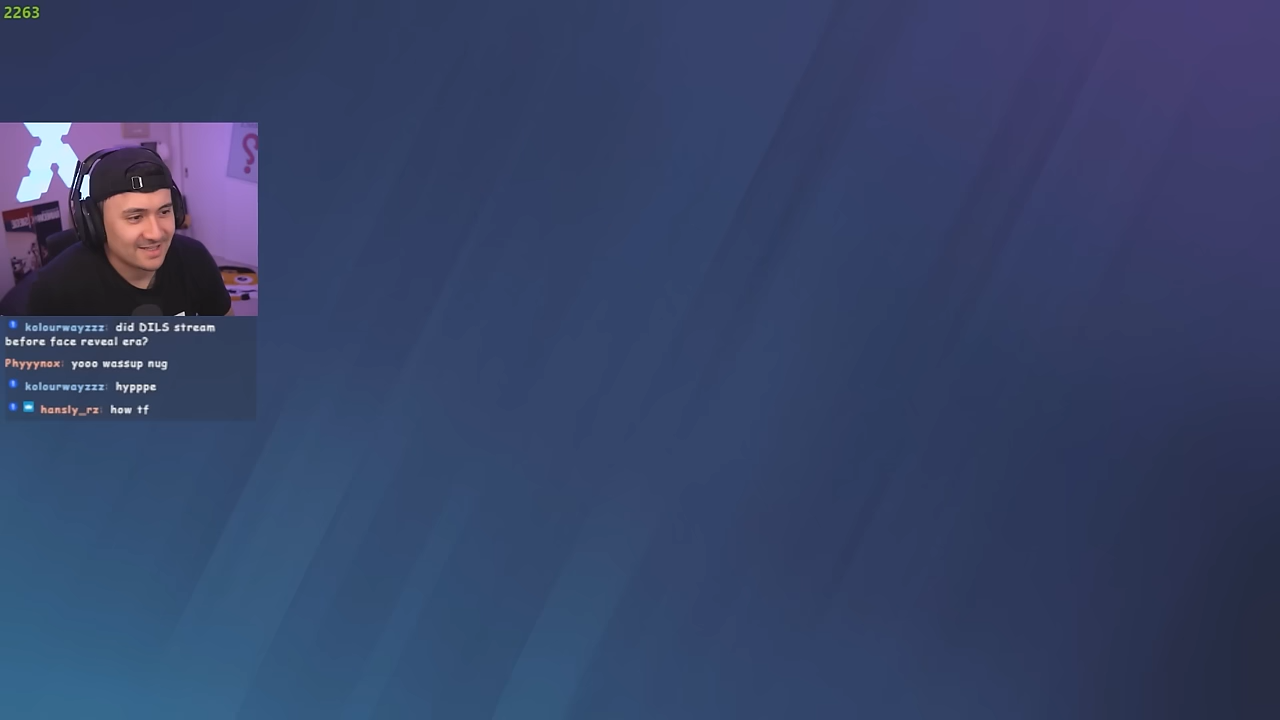 2263
kolourwayzzz: did DILS stream
before face reveal era?
Phyyynox: yooo wassup nug
kolourwayzzz: hypppe
hansly_rz: how tf